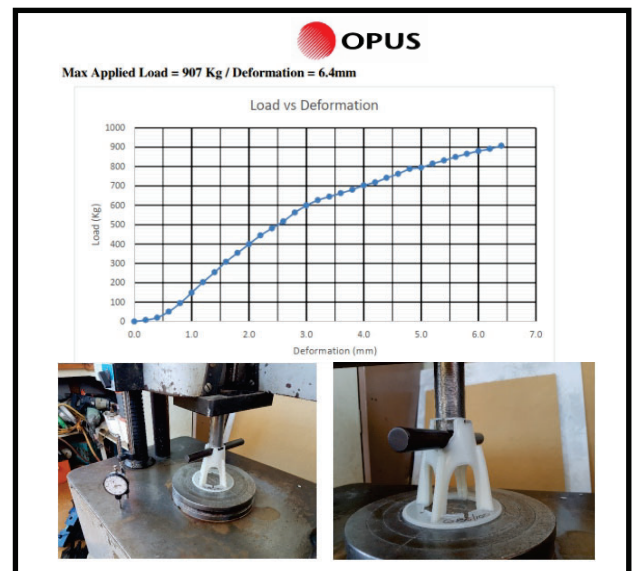 OPUS
Max Applied Load = 907 Kg / Deformation = 6.4mm
Load vs Deformation
Load (Kg)
1000
900
800
700
600
500
400
300
200
100
0
0.0 1.0 2.0 3.0 4.0 5.0 6.0 7.0
Deformation (mm)